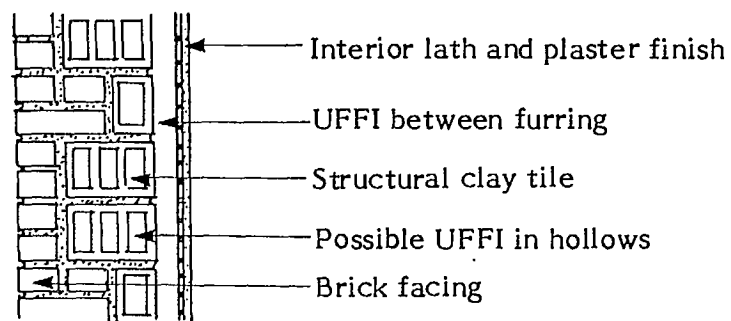 Interior lath and plaster finish
UFFI between furring
Structural clay tile
Possible UFFI in hollows
Brick facing